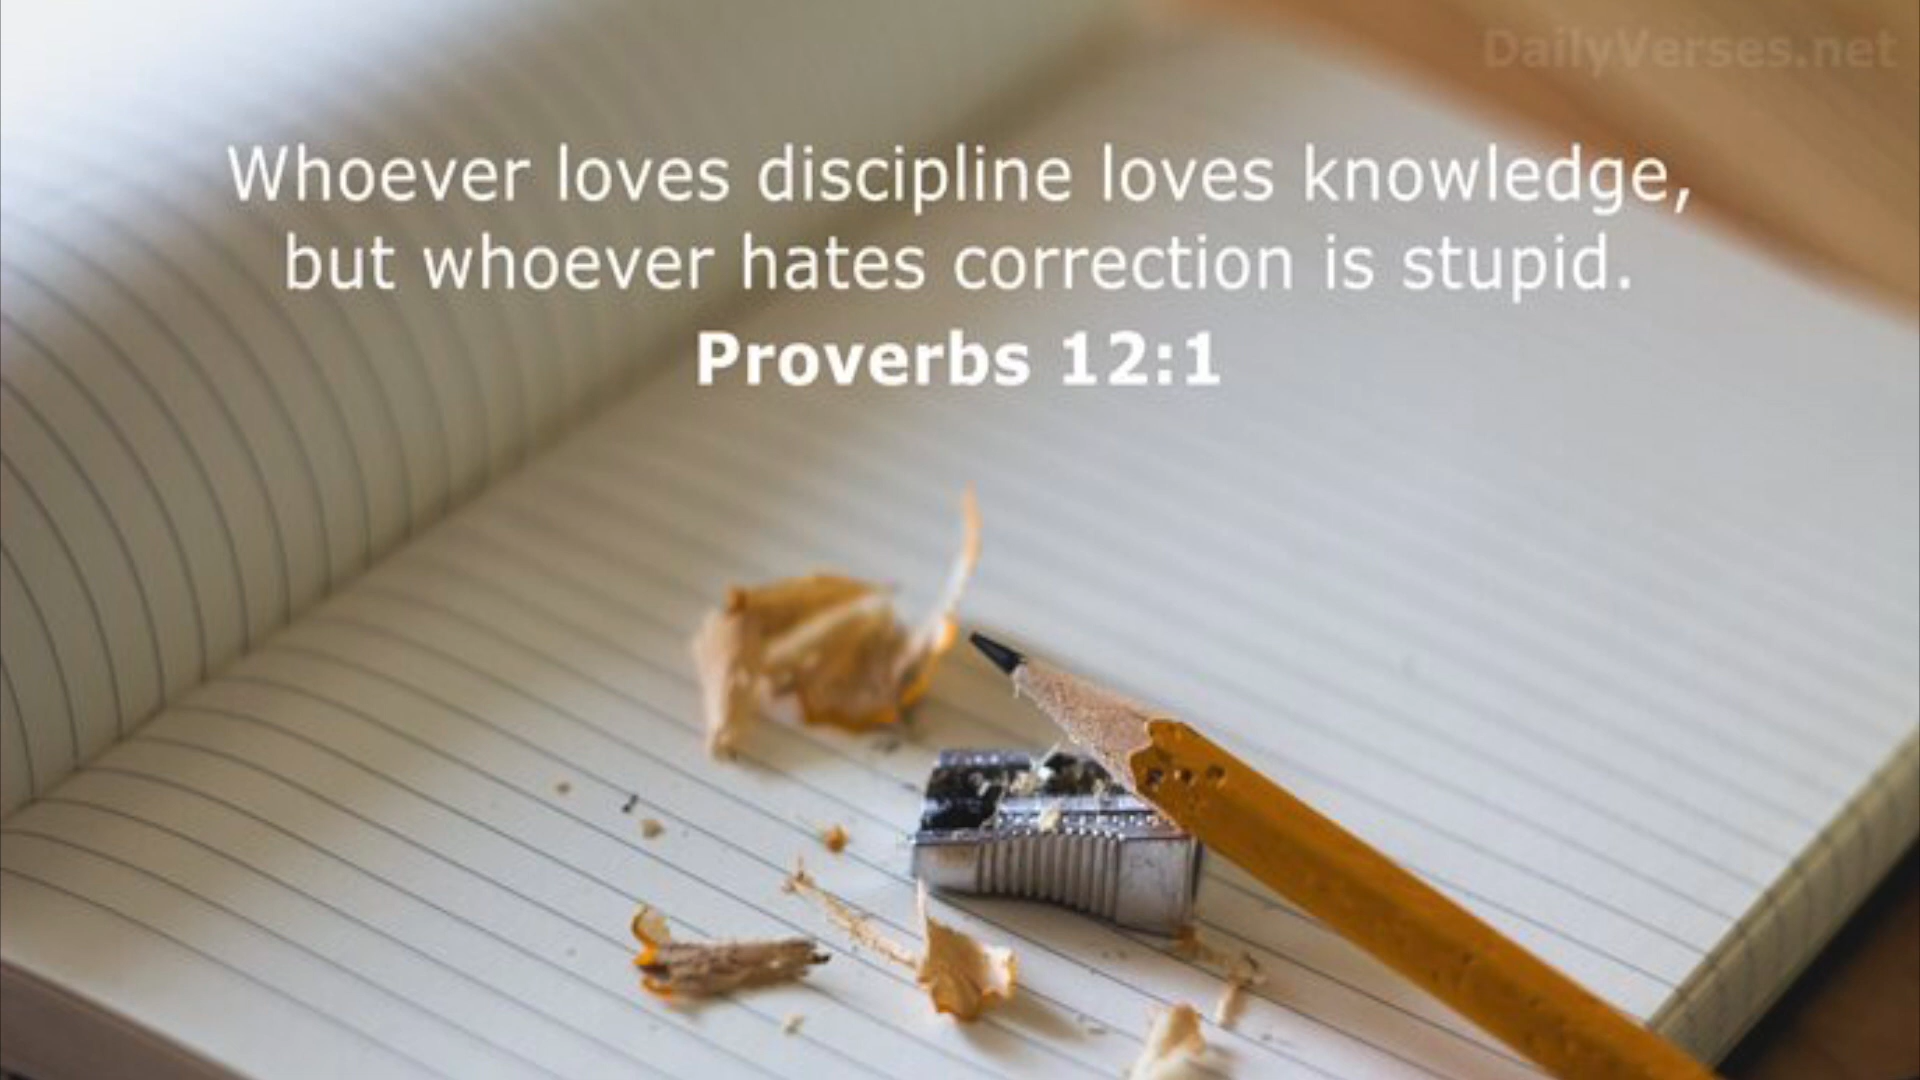 DailyVerses.net
Whoever loves discipline loves knowledge,
but whoever hates correction is stupid.
Proverbs 12:1